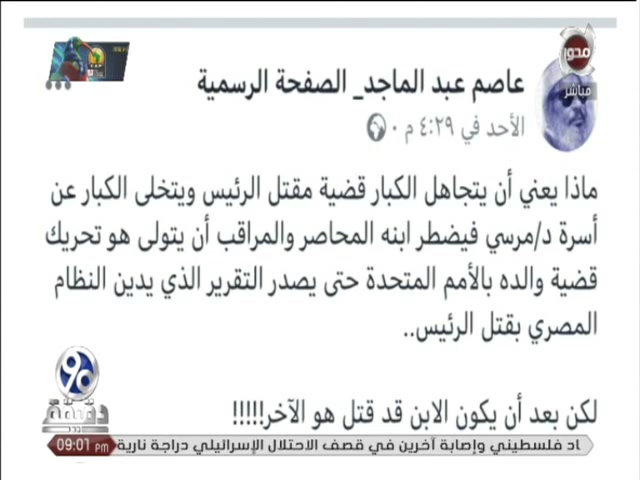 محور
مباشر
عاصم عبد الماجد_ الصفحة الرسمية
الأحد في ٤:٢٩ م
ماذا يعني أن يتجاهل الكبار قضية مقتل الرئيس ويتخلى الكبار عن
أسرة د/مرسي فيضطر ابنه المحاصر والمراقب أن يتولى هو تحريك
قضية والده بالأمم المتحدة حتى يصدر التقرير الذي يدين النظام
المصري بقتل الرئيس..
لكن بعد أن يكون الابن قد قتل هو الآخر!!!!!
90
دقيقة
09:01 PM
ـاد فلسطيني وإصابة آخرين في قصف الاحتلال الإسرائيلي دراجة نارية